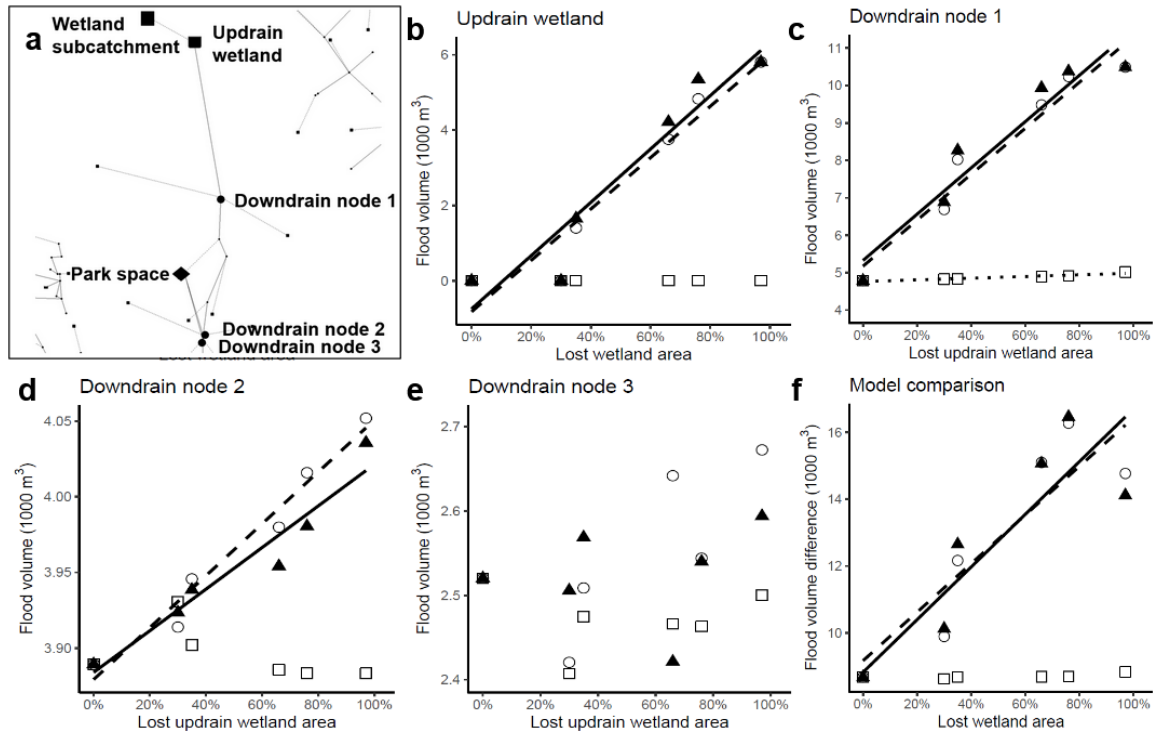 a
Wetland
subcatchment
Updrain
wetland
Downdrain node 1
Park space
Downdrain node 2
Downdrain node 3
b
Updrain wetland
Flood volume (1000 m³)
6
4
2
0
0% 20% 40% 60% 80% 100%
Lost wetland area
c
Downdrain node 1
Flood volume (1000 m³)
11
10
9
8
7
6
5
4
0% 20% 40% 60% 80% 100%
Lost updrain wetland area
d
Downdrain node 2
Flood volume (1000 m³)
4.05
4.00
3.95
3.90
0% 20% 40% 60% 80% 100%
Lost updrain wetland area
e
Downdrain node 3
Flood volume (1000 m³)
2.7
2.6
2.5
2.4
0% 20% 40% 60% 80% 100%
Lost updrain wetland area
f
Model comparison
Flood volume difference (1000 m³)
16
14
12
10
0% 20% 40% 60% 80% 100%
Lost wetland area